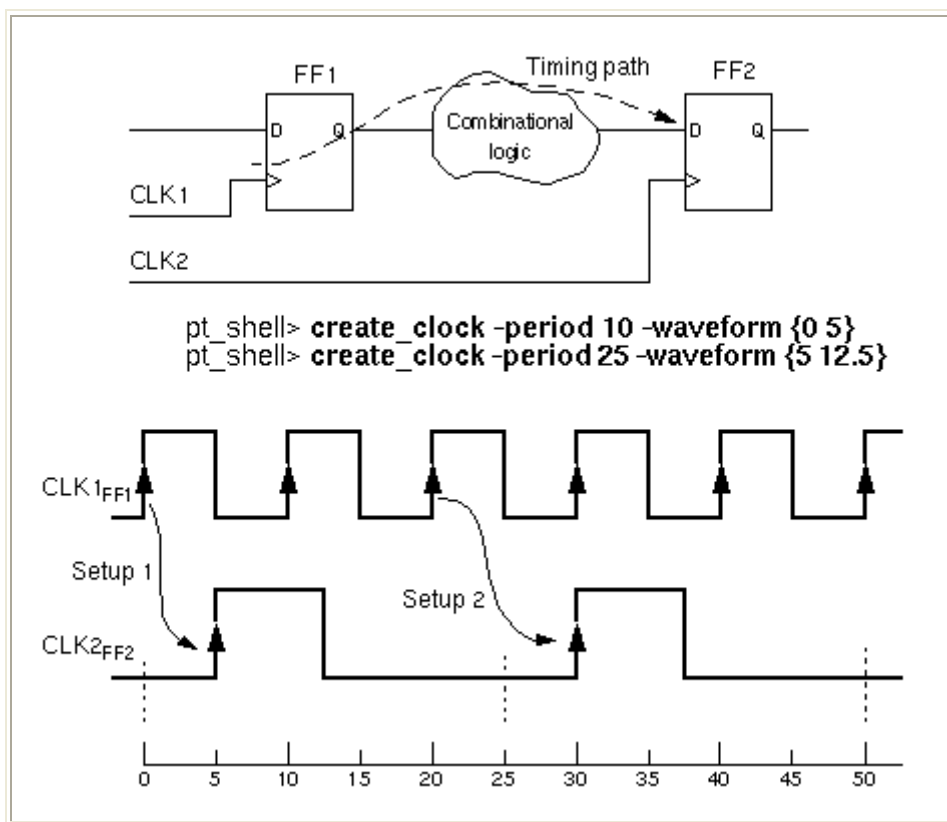 FF1
Timing path
FF2
D Q
Combinational
logic
D Q
CLK1
CLK2
pt_shell> create_clock -period 10 -waveform {0 5}
pt_shell> create_clock -period 25 -waveform {5 12.5}
CLK1FF1
Setup 1
Setup 2
CLK2FF2
0 5 10 15 20 25 30 35 40 45 50